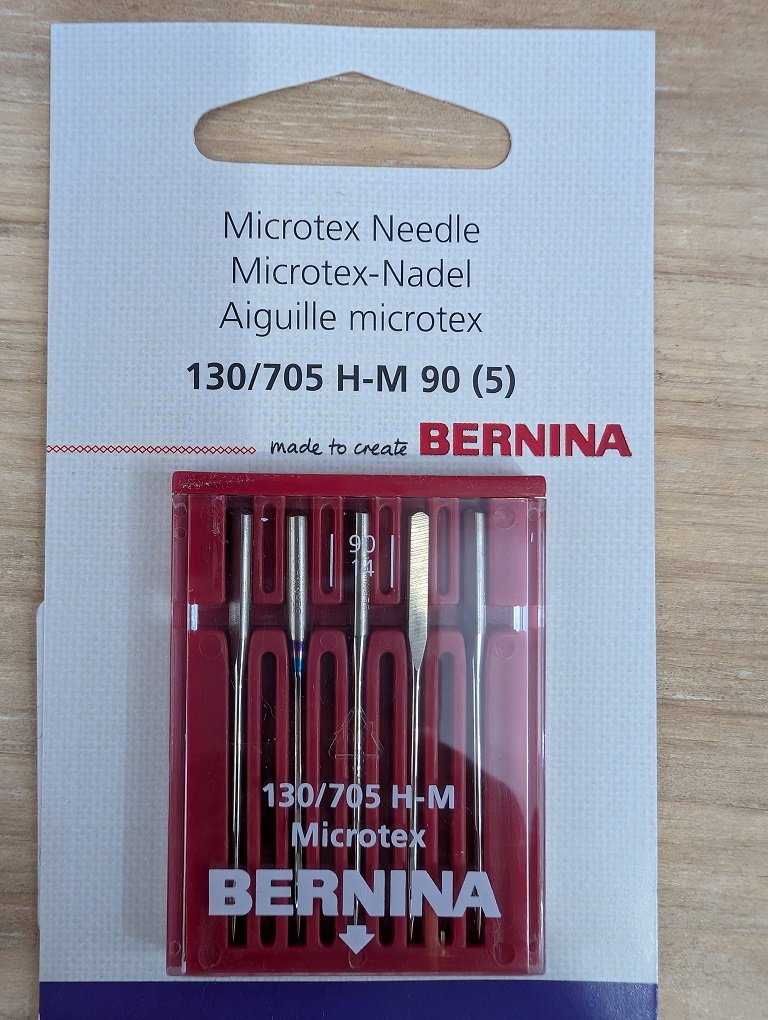 Microtex Needle
Microtex-Nadel
Aiguille microtex
130/705 H-M 90 (5)
made to create BERNINA
90
14
130/705 H-M
Microtex
BERNINA